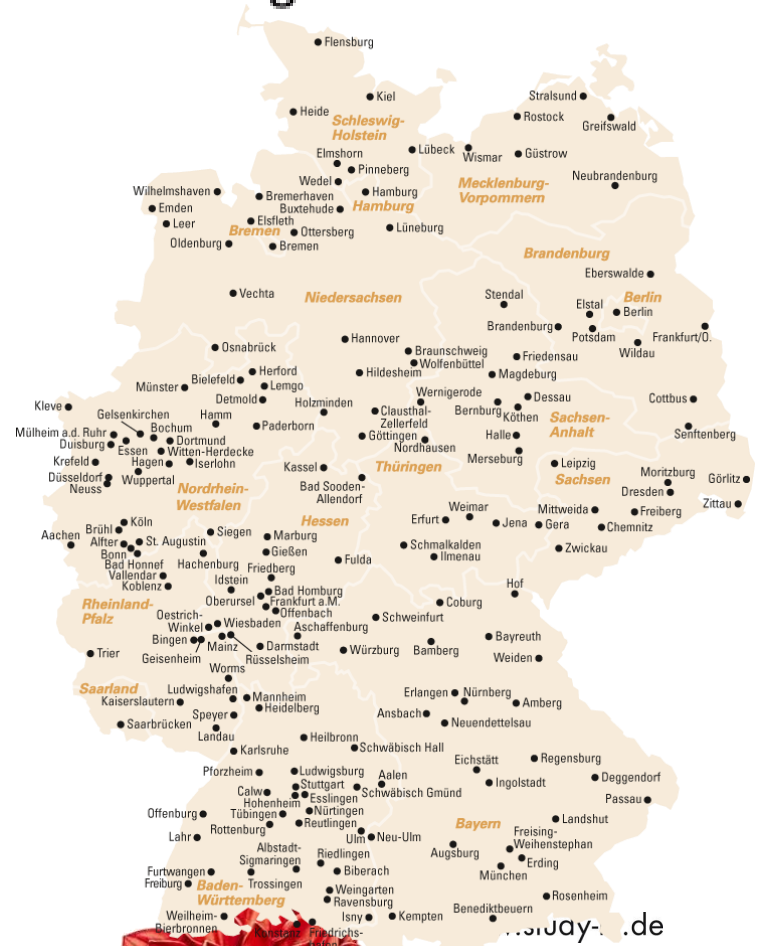 Flensburg
Kiel
Stralsund
Heide
Rostock
Schleswig-
Holstein
Greifswald
Elmshorn
Lübeck
Wismar
Güstrow
Pinneberg
Neubrandenburg
Wedel
Mecklenburg-
Vorpommern
Wilhelmshaven
Bremerhaven
Hamburg
Emden
Buxtehude
Hamburg
Leer
Elsfleth
Bremen
Ottersberg
Lüneburg
Oldenburg
Bremen
Brandenburg
Eberswalde
Vechta
Niedersachsen
Stendal
Berlin
Elstal
Berlin
Brandenburg
Potsdam
Frankfurt/O.
Wildau
Hannover
Osnabrück
Braunschweig
Wolfenbüttel
Friedensau
Herford
Hildesheim
Magdeburg
Bielefeld
Lemgo
Münster
Detmold
Wernigerode
Dessau
Cottbus
Kleve
Holzminden
Bernburg
Köthen
Gelsenkirchen
Hamm
Clausthal-
Zellerfeld
Sachsen-
Anhalt
Mülheim a.d. Ruhr
Bochum
Paderborn
Duisburg
Dortmund
Göttingen
Halle
Senftenberg
Essen
Witten-Herdecke
Nordhausen
Merseburg
Krefeld
Hagen
Iserlohn
Kassel
Thüringen
Leipzig
Düsseldorf
Neuss
Wuppertal
Bad Sooden-
Allendorf
Sachsen
Moritzburg
Görlitz
Nordrhein-
Westfalen
Dresden
Zittau
Weimar
Mittweida
Freiberg
Köln
Hessen
Erfurt
Jena
Gera
Chemnitz
Brühl
Siegen
Marburg
Aachen
Alfter
St. Augustin
Schmalkalden
Zwickau
Bonn
Gießen
Ilmenau
Bad Honnef
Hachenburg
Fulda
Vallendar
Friedberg
Koblenz
Idstein
Hof
Bad Homburg
Oberursel
Frankfurt a.M.
Coburg
Rheinland-
Pfalz
Offenbach
Oestrich-
Winkel
Wiesbaden
Aschaffenburg
Schweinfurt
Bingen
Mainz
Darmstadt
Bayreuth
Trier
Geisenheim
Rüsselsheim
Würzburg
Bamberg
Weiden
Worms
Saarland
Ludwigshafen
Mannheim
Erlangen
Nürnberg
Kaiserslautern
Heidelberg
Amberg
Speyer
Ansbach
Saarbrücken
Neuendettelsau
Landau
Heilbronn
Karlsruhe
Schwäbisch Hall
Eichstätt
Regensburg
Pforzheim
Ludwigsburg
Aalen
Deggendorf
Stuttgart
Ingolstadt
Calw
Schwäbisch Gmünd
Hohenheim
Esslingen
Passau
Offenburg
Tübingen
Nürtingen
Landshut
Rottenburg
Reutlingen
Bayern
Lahr
Ulm
Neu-Ulm
Freising-
Weihenstephan
Albstadt-
Sigmaringen
Augsburg
Riedlingen
Erding
Furtwangen
Biberach
München
Freiburg
Trossingen
Baden-
Württemberg
Weingarten
Rosenheim
Ravensburg
Weilheim-
Bierbronnen
Isny
Kempten
Benediktbeuern
Konstanz
Friedrichs-
.de